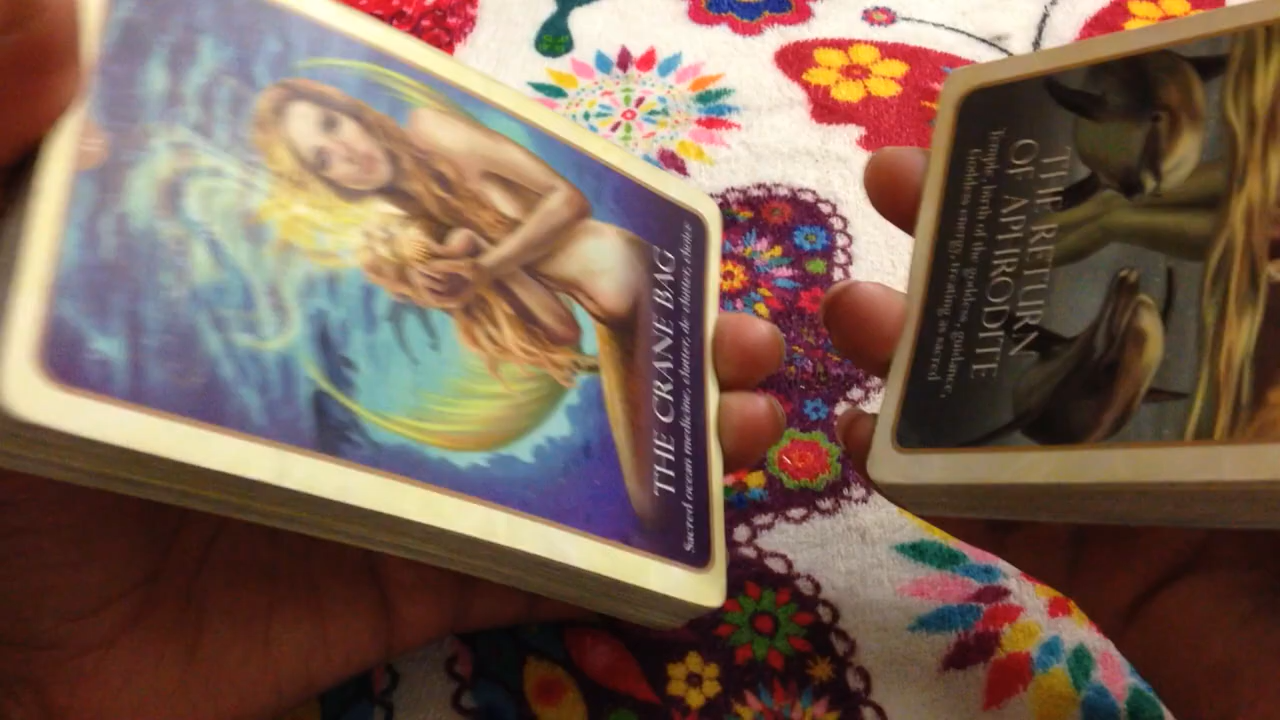 THE CRANE BAG
Sacred ocean medicine, clutter, de-clutter, choice
THE RETURN
OF APHRODITE
Temple, birth of the goddess, guidance,
Goddess energy, treating as sacred